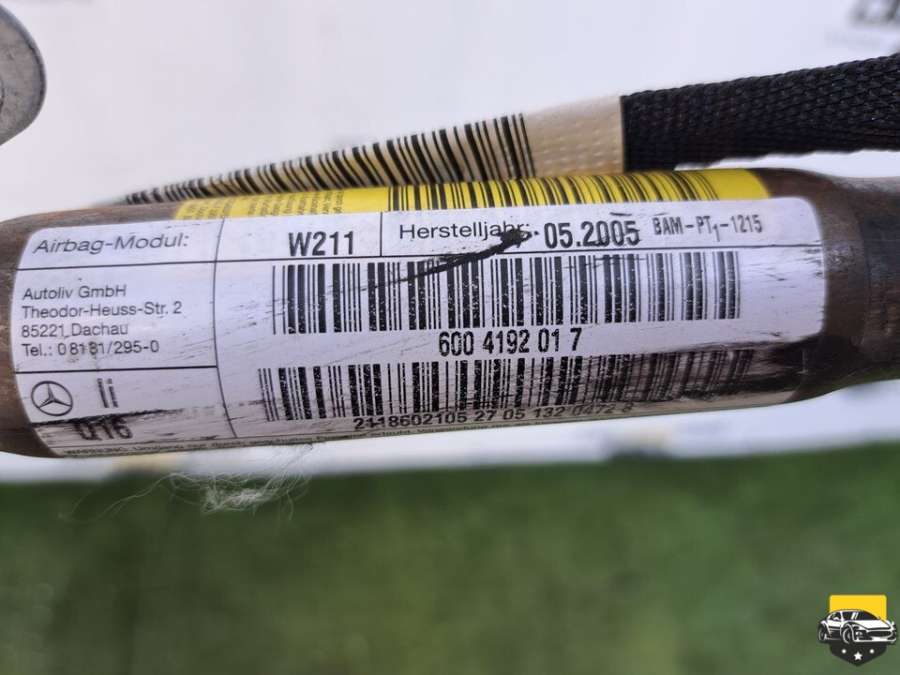 Airbag-Modul: W211 Herstelljahr: 05.2005 BAM-PT1-1215
Autoliv GmbH
Theodor-Heuss-Str. 2
85221 Dachau
Tel.: 08131/295-0
600 4192 01 7
li
Q16
2118602105 27 05 132 0472 8